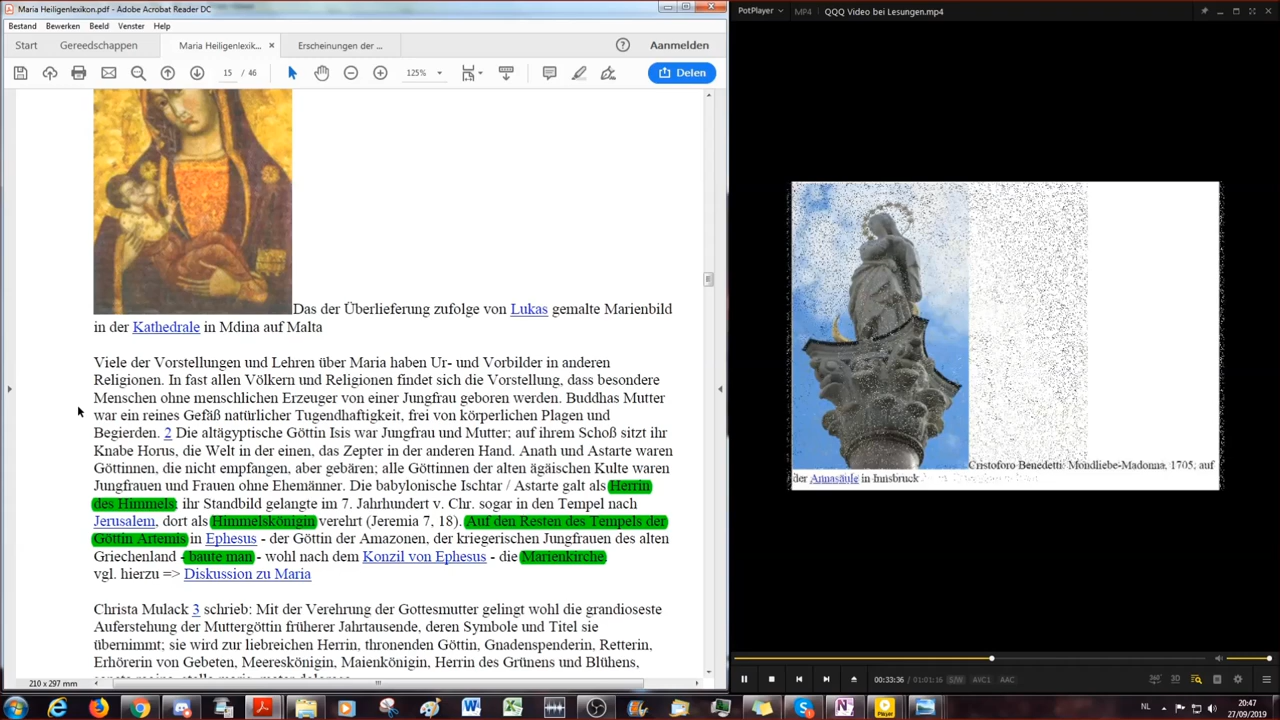 Maria Heiligenlexikon.pdf - Adobe Acrobat Reader DC
Bestand Bewerken Beeld Venster Help
Start Gereedschappen Maria Heiligenlexik... × Erscheinungen der ... Aanmelden
15 / 46 125% Delen
Das der Überlieferung zufolge von Lukas gemalte Marienbild
in der Kathedrale in Mdina auf Malta
Viele der Vorstellungen und Lehren über Maria haben Ur- und Vorbilder in anderen
Religionen. In fast allen Völkern und Religionen findet sich die Vorstellung, dass besondere
Menschen ohne menschlichen Erzeuger von einer Jungfrau geboren werden. Buddhas Mutter
war ein reines Gefäß natürlicher Tugendhaftigkeit, frei von körperlichen Plagen und
Begierden. 2 Die altägyptische Göttin Isis war Jungfrau und Mutter; auf ihrem Schoß sitzt ihr
Knabe Horus, die Welt in der einen, das Zepter in der anderen Hand. Anath und Astarte waren
Göttinnen, die nicht empfangen, aber gebären; alle Göttinnen der alten ägäischen Kulte waren
Jungfrauen und Frauen ohne Ehemänner. Die babylonische Ischtar / Astarte galt als Herrin
des Himmels; ihr Standbild gelangte im 7. Jahrhundert v. Chr. sogar in den Tempel nach
Jerusalem, dort als Himmelskönigin verehrt (Jeremia 7, 18). Auf den Resten des Tempels der
Göttin Artemis in Ephesus - der Göttin der Amazonen, der kriegerischen Jungfrauen des alten
Griechenland - baute man - wohl nach dem Konzil von Ephesus - die Marienkirche.
vgl. hierzu => Diskussion zu Maria
Christa Mulack 3 schrieb: Mit der Verehrung der Gottesmutter gelingt wohl die grandioseste
Auferstehung der Muttergöttin früherer Jahrtausende, deren Symbole und Titel sie
übernimmt; sie wird zur liebreichen Herrin, thronenden Göttin, Gnadenspenderin, Retterin,
Erhörerin von Gebeten, Meereskönigin, Maienkönigin, Herrin des Grünens und Blühens,
210 x 297 mm
PotPlayer MP4 QQQ Video bei Lesungen.mp4
Cristoforo Benedetti: Mondliebe-Madonna, 1705, auf
der Annasäule in Innsbruck
00:33:36 / 01:01:16 S/W AVC1 AAC
360° 3D
NL 20:47
27/09/2019